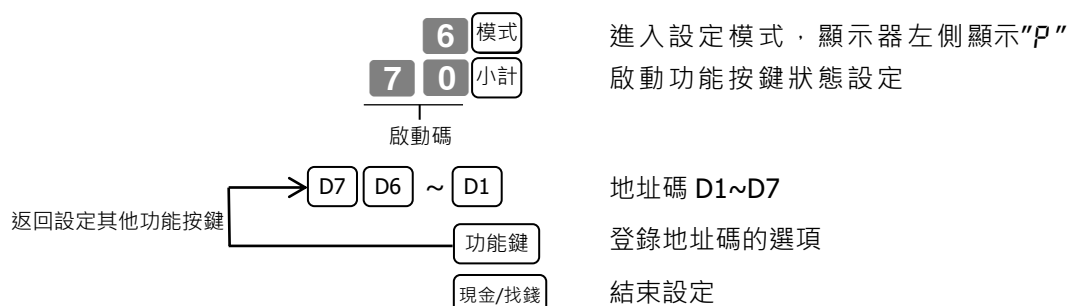 6 模式 進入設定模式，顯示器左側顯示"P"
7 0 小計 啟動功能按鍵狀態設定
啟動碼
D7 D6 ~ D1 地址碼 D1~D7
返回設定其他功能按鍵
功能鍵 登錄地址碼的選項
現金/找錢 結束設定